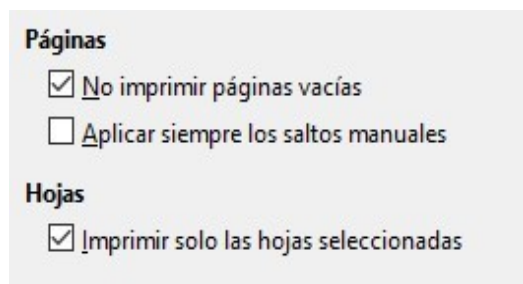 Páginas
No imprimir páginas vacías
Aplicar siempre los saltos manuales
Hojas
Imprimir solo las hojas seleccionadas